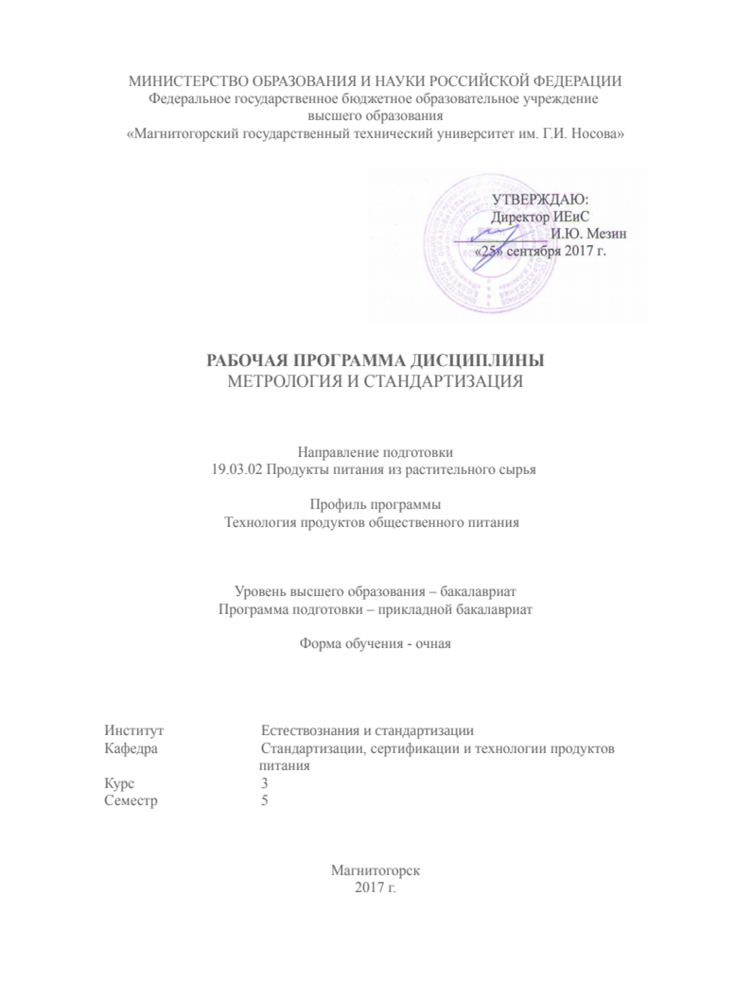 МИНИСТЕРСТВО ОБРАЗОВАНИЯ И НАУКИ РОССИЙСКОЙ ФЕДЕРАЦИИ
Федеральное государственное бюджетное образовательное учреждение
высшего образования
«Магнитогорский государственный технический университет им. Г.И. Носова»
УТВЕРЖДАЮ:
Директор ИЕиС
И.Ю. Мезин
«25» сентября 2017 г.
РАБОЧАЯ ПРОГРАММА ДИСЦИПЛИНЫ
МЕТРОЛОГИЯ И СТАНДАРТИЗАЦИЯ
Направление подготовки
19.03.02 Продукты питания из растительного сырья
Профиль программы
Технология продуктов общественного питания
Уровень высшего образования – бакалавриат
Программа подготовки – прикладной бакалавриат
Форма обучения - очная
Институт Естествознания и стандартизации
Кафедра Стандартизации, сертификации и технологии продуктов
питания
Курс 3
Семестр 5
Магнитогорск
2017 г.